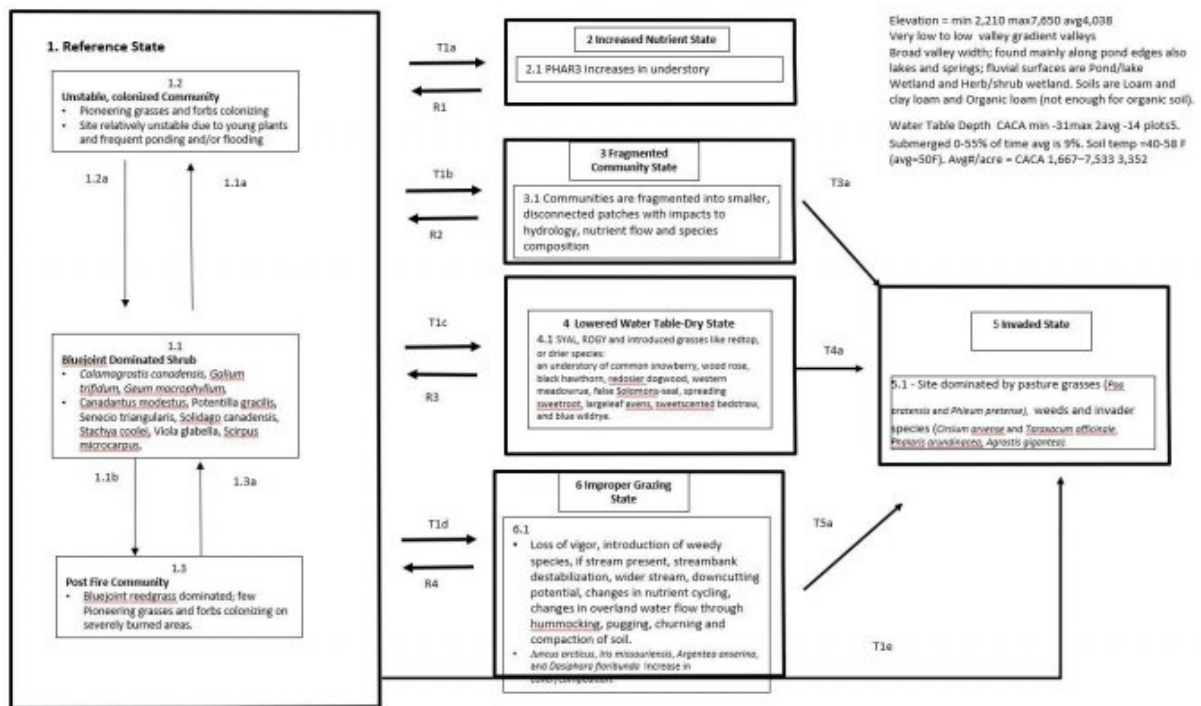 1. Reference State
1.2
Unstable, colonized Community
• Pioneering grasses and forbs colonizing
• Site relatively unstable due to young plants
and frequent ponding and/or flooding
1.2a
1.1a
1.1
Bluejoint Dominated Shrub
• Calamagrostis canadensis, Galium
trifidum, Geum macrophyllum,
• Canadantus modestus, Potentilla gracilis,
Senecio triangularis, Solidago canadensis,
Stachya coolei, Viola glabella, Scirpus
microcarpus,
1.1b
1.3a
1.3
Post Fire Community
• Bluejoint reedgrass dominated; few
Pioneering grasses and forbs colonizing on
severely burned areas.
T1a
R1
T1b
R2
T1c
R3
T1d
R4
2 Increased Nutrient State
2.1 PHAR3 Increases in understory
3 Fragmented
Community State
3.1 Communities are fragmented into smaller,
disconnected patches with impacts to
hydrology, nutrient flow and species
composition
4 Lowered Water Table-Dry State
4.1 SYAL, ROGY and introduced grasses like redtop,
or drier species:
an understory of common snowberry, wood rose,
black hawthorn, redosier dogwood, western
meadowrue, false Solomons-seal, spreading
sweetroot, largeleaf avens, sweetscented bedstraw,
and blue wildrye.
6 Improper Grazing
State
6.1
• Loss of vigor, introduction of weedy
species, if stream present, streambank
destabilization, wider stream, downcutting
potential, changes in nutrient cycling,
changes in overland water flow through
hummocking, pugging, churning and
compaction of soil.
• Juncus arcticus, Iris missouriensis, Argentea anserina,
and Dasiphora floribunda Increase in
cover/composition.
T3a
T4a
T5a
T1e
5 Invaded State
5.1 - Site dominated by pasture grasses (Poa
pratensis and Phleum pretense), weeds and invader
species (Cirsium arvense and Taraxacum officinale,
Phalaris arundinacea, Agrostis gigantea).
Elevation = min 2,210 max7,650 avg4,038
Very low to low valley gradient valleys
Broad valley width; found mainly along pond edges also
lakes and springs; fluvial surfaces are Pond/lake
Wetland and Herb/shrub wetland. Soils are Loam and
clay loam and Organic loam (not enough for organic soil).
Water Table Depth CACA min -31max 2avg -14 plots5.
Submerged 0-55% of time avg is 9%. Soil temp =40-58 F
(avg=50F). Avg#/acre = CACA 1,667–7,533 3,352